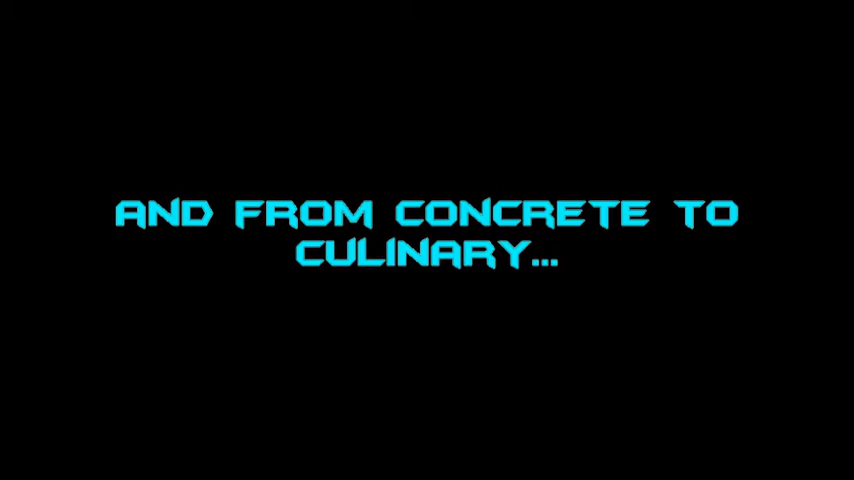 AND FROM CONCRETE TO
CULINARY...